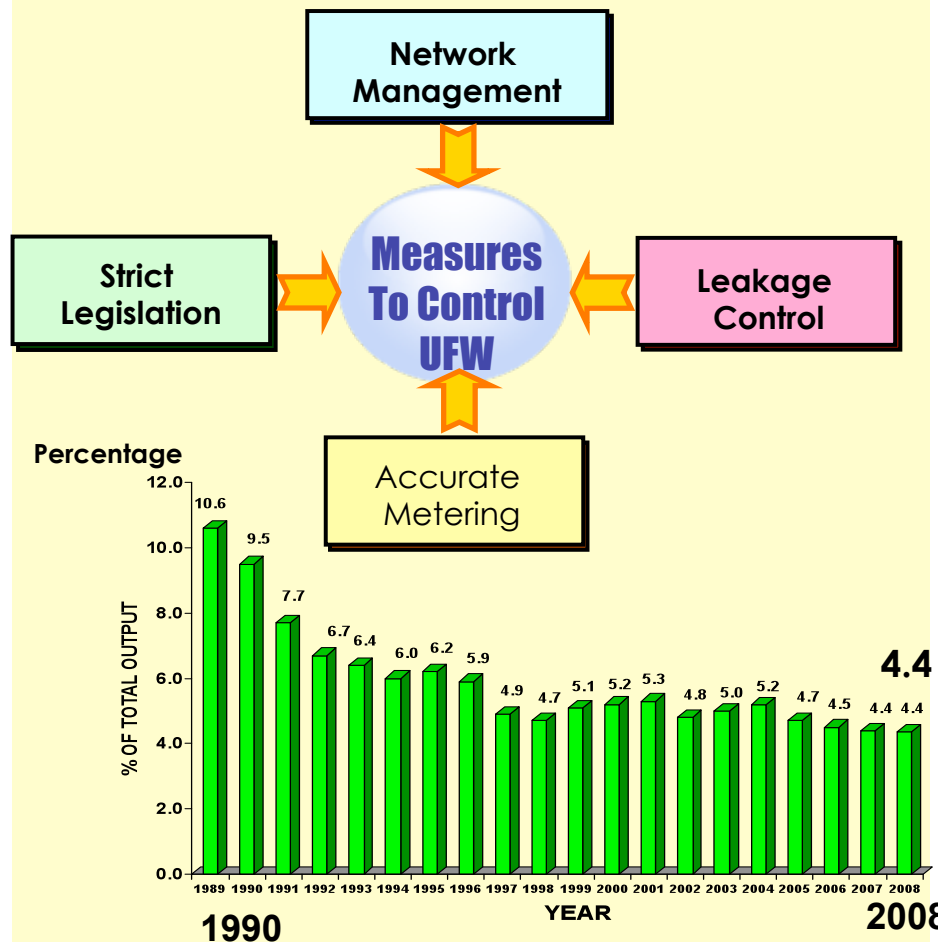 Network
Management
Strict
Legislation
Measures
To Control
UFW
Leakage
Control
Accurate
Metering
Percentage
% OF TOTAL OUTPUT
12.0
10.0
8.0
6.0
4.0
2.0
0.0
10.6
9.5
7.7
6.7
6.4
6.0
6.2
5.9
4.9
4.7
5.1
5.2
5.3
4.8
5.0
5.2
4.7
4.5
4.4
4.4
4.4
1989 1990 1991 1992 1993 1994 1995 1996 1997 1998 1999 2000 2001 2002 2003 2004 2005 2006 2007 2008
1990
YEAR
2008